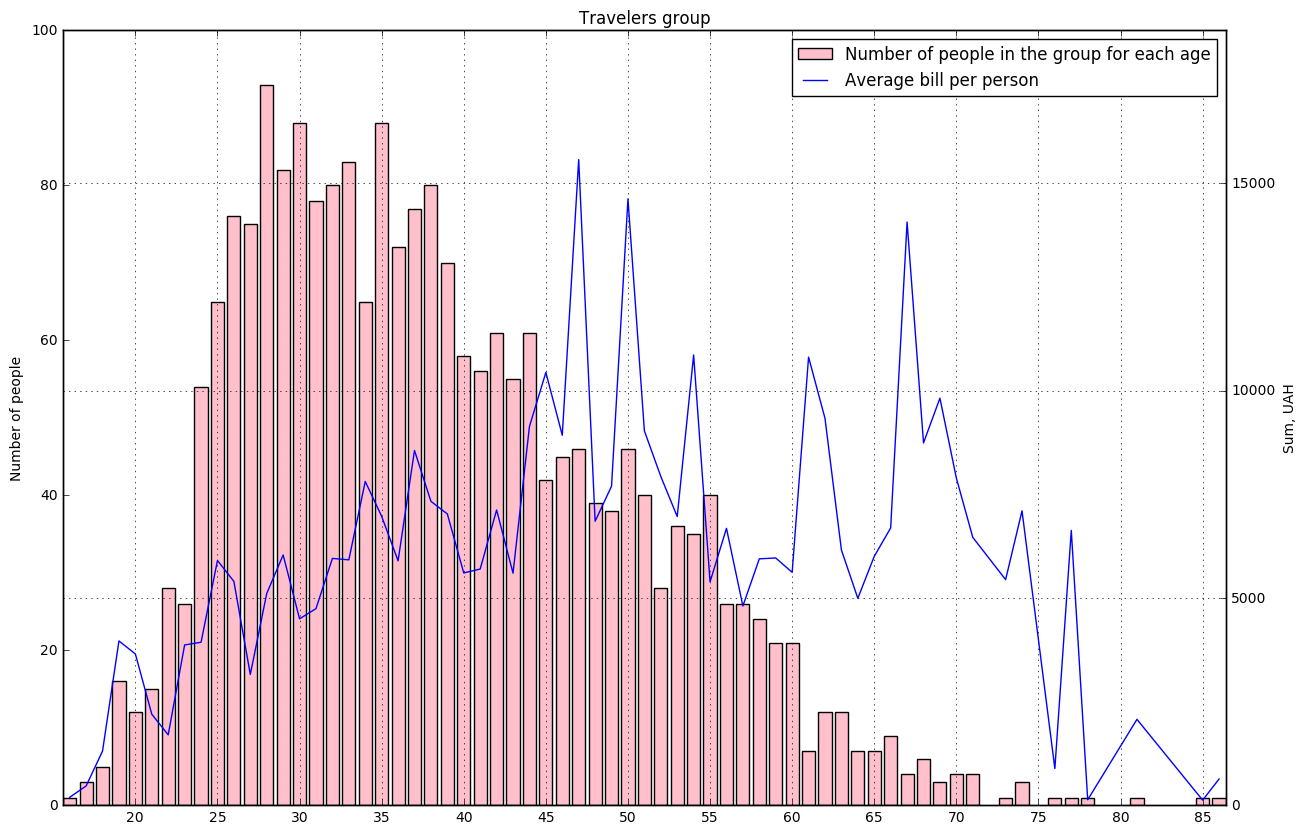 Travelers group
Number of people in the group for each age
Average bill per person
100
80
60
40
20
0
Number of people
15000
10000
5000
0
Sum, UAH
20 25 30 35 40 45 50 55 60 65 70 75 80 85